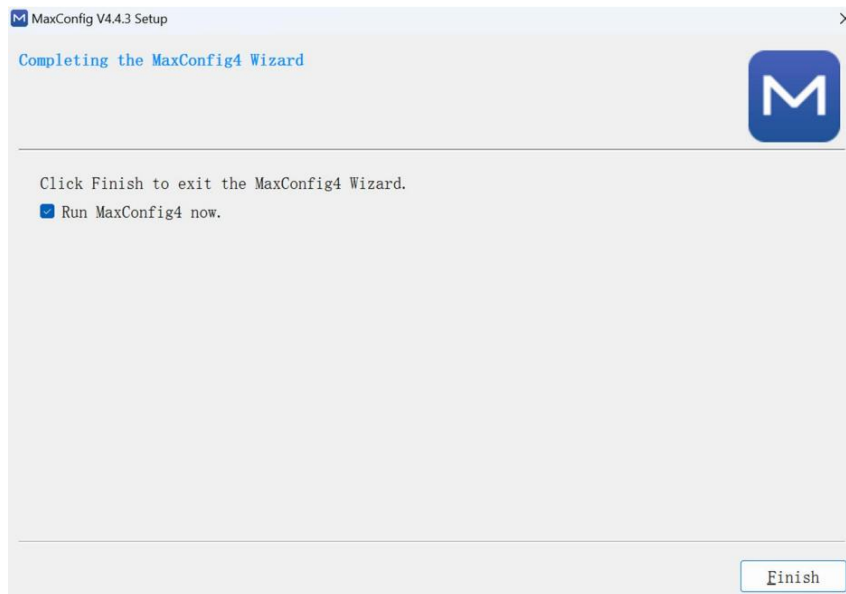 MaxConfig V4.4.3 Setup
Completing the MaxConfig4 Wizard
M
Click Finish to exit the MaxConfig4 Wizard.
Run MaxConfig4 now.
Finish